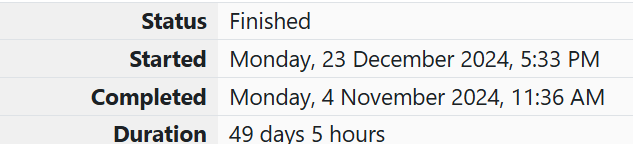 Status Finished
Started Monday, 23 December 2024, 5:33 PM
Completed Monday, 4 November 2024, 11:36 AM
Duration 49 days 5 hours